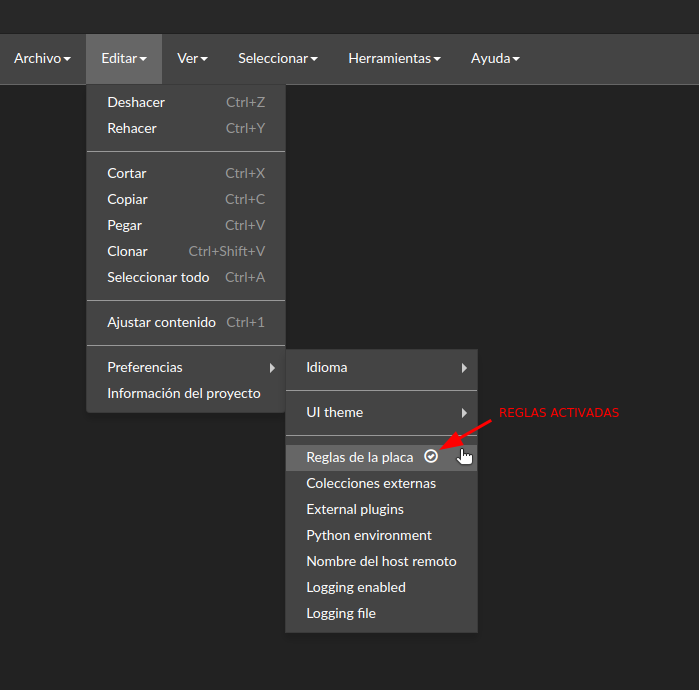 Archivo Editar Ver Seleccionar Herramientas Ayuda
Deshacer Ctrl+Z
Rehacer Ctrl+Y
Cortar Ctrl+X
Copiar Ctrl+C
Pegar Ctrl+V
Clonar Ctrl+Shift+V
Seleccionar todo Ctrl+A
Ajustar contenido Ctrl+1
Preferencias
Información del proyecto
Idioma
UI theme
REGLAS ACTIVADAS
Reglas de la placa
Colecciones externas
External plugins
Python environment
Nombre del host remoto
Logging enabled
Logging file